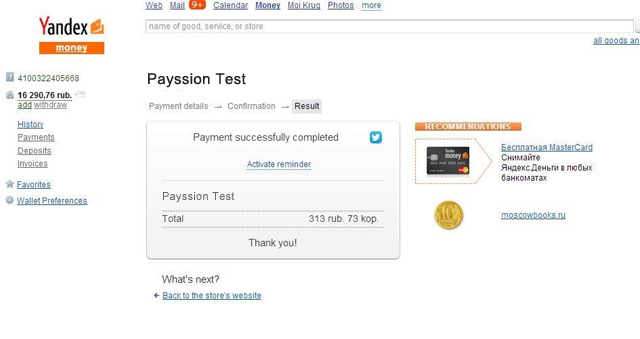 Web Mail 9+ Calendar Money Moi Krug Photos more
Yandex
money
name of good, service, or store
all goods an
4100322405668
16 290,76 rub.
add withdraw
History
Payments
Deposits
Invoices
Favorites
Wallet Preferences
Payssion Test
Payment details → Confirmation → Result
Payment successfully completed
Activate reminder
Payssion Test
Total 313 rub. 73 kop.
Thank you!
What's next?
← Back to the store's website
RECOMMENDATIONS
Yandex
money
Бесплатная MasterCard
Снимайте
Яндекс.Деньги в любых
банкоматах
10
moscowbooks.ru